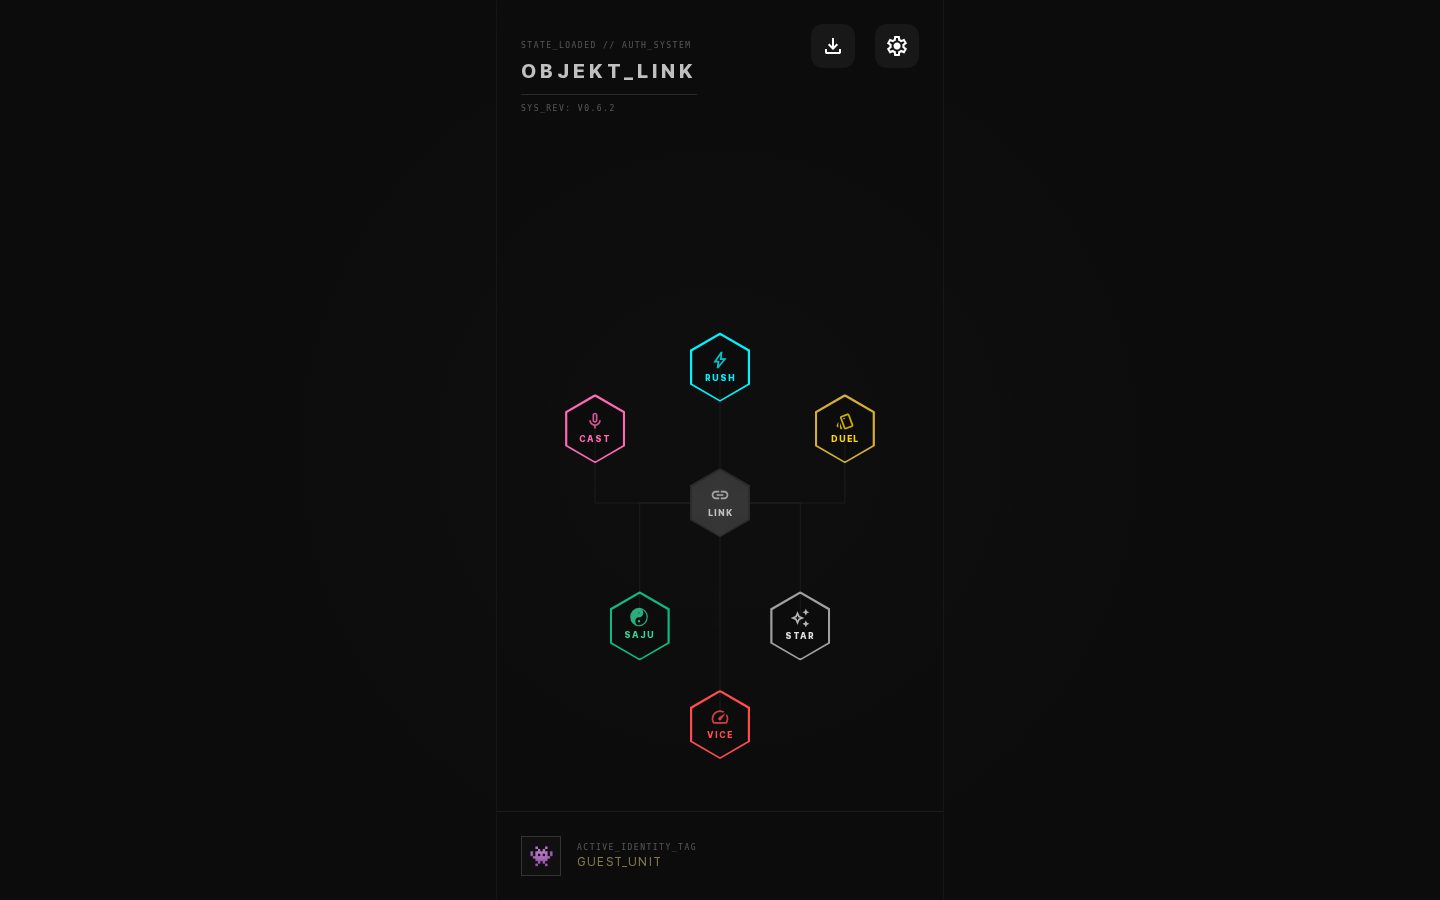 STATE_LOADED // AUTH_SYSTEM
OBJEKT_LINK
SYS_REV: V0.6.2
RUSH
CAST
DUEL
LINK
SAJU
STAR
VICE
ACTIVE_IDENTITY_TAG
GUEST_UNIT